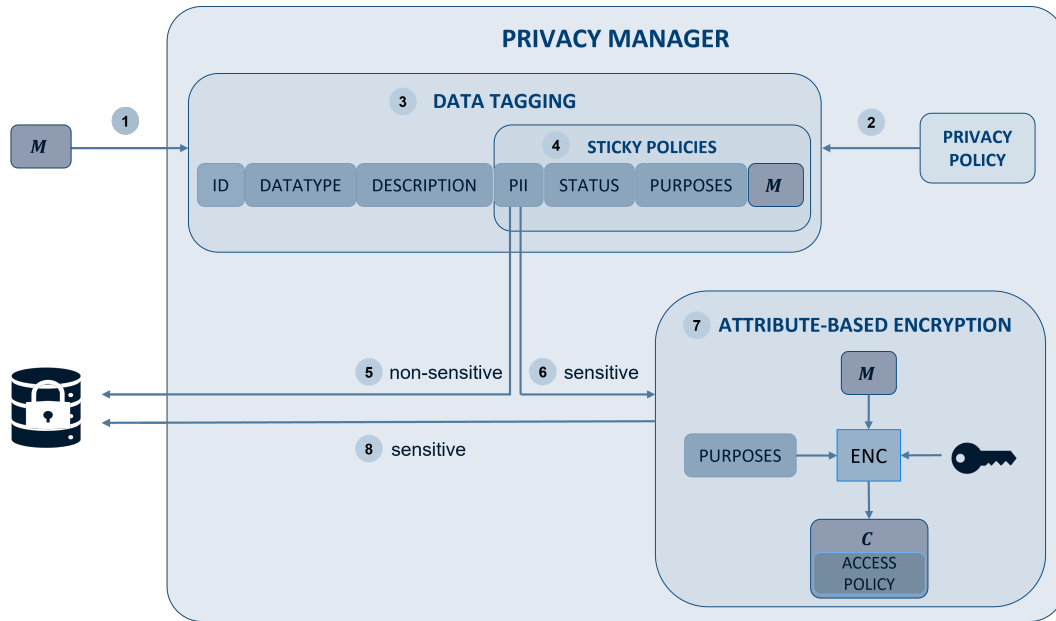 PRIVACY MANAGER
3 DATA TAGGING
1
M
4 STICKY POLICIES
2
PRIVACY
POLICY
ID DATATYPE DESCRIPTION PII STATUS PURPOSES M
7 ATTRIBUTE-BASED ENCRYPTION
5 non-sensitive
6 sensitive
M
8 sensitive
PURPOSES
ENC
C
ACCESS
POLICY